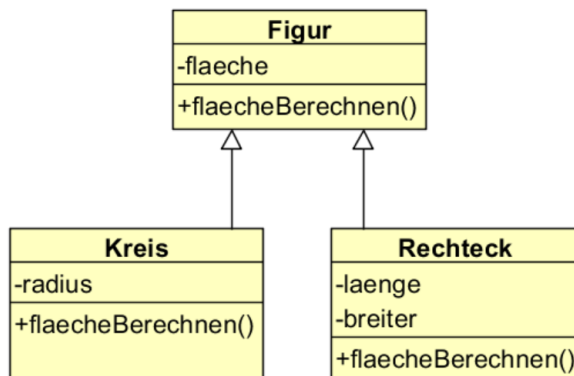 Figur
-flaeche
+flaecheBerechnen()
Kreis
-radius
+flaecheBerechnen()
Rechteck
-laenge
-breiter
+flaecheBerechnen()